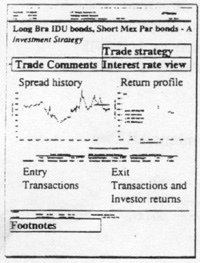 Long Bra IDU bonds, Short Mex Par bonds - A
Investment Strategy
Trade strategy
Trade Comments Interest rate view
Spread history Return profile
Entry Exit
Transactions Transactions and
Investor returns
Footnotes